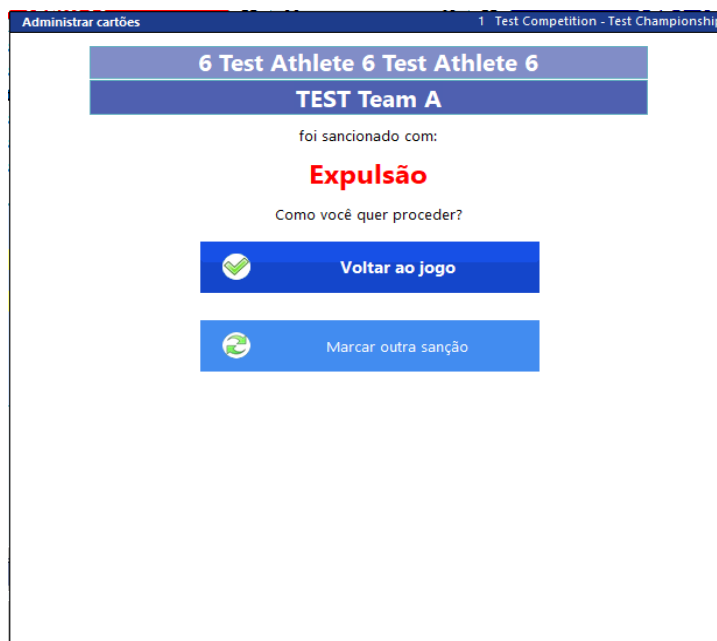 Administrar cartões
1 Test Competition - Test Championship
6 Test Athlete 6 Test Athlete 6
TEST Team A
foi sancionado com:
Expulsão
Como você quer proceder?
Voltar ao jogo
Marcar outra sanção